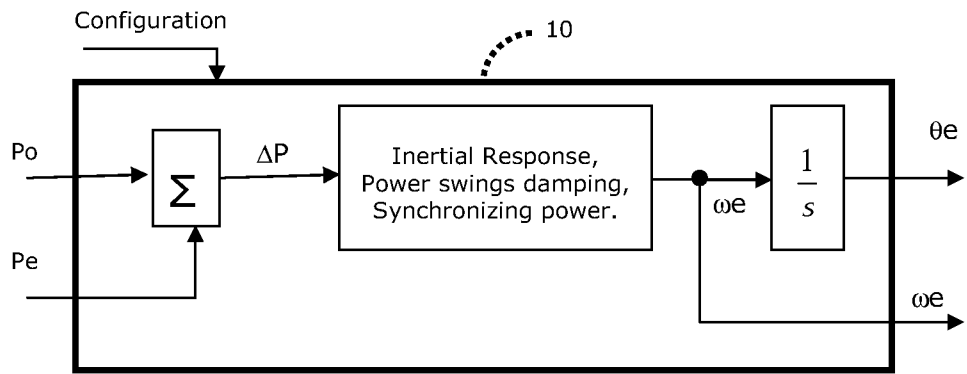 Configuration
10
Po
ΔP
Σ
Inertial Response,
Power swings damping,
Synchronizing power.
ωe
1
s
θe
Pe
ωe